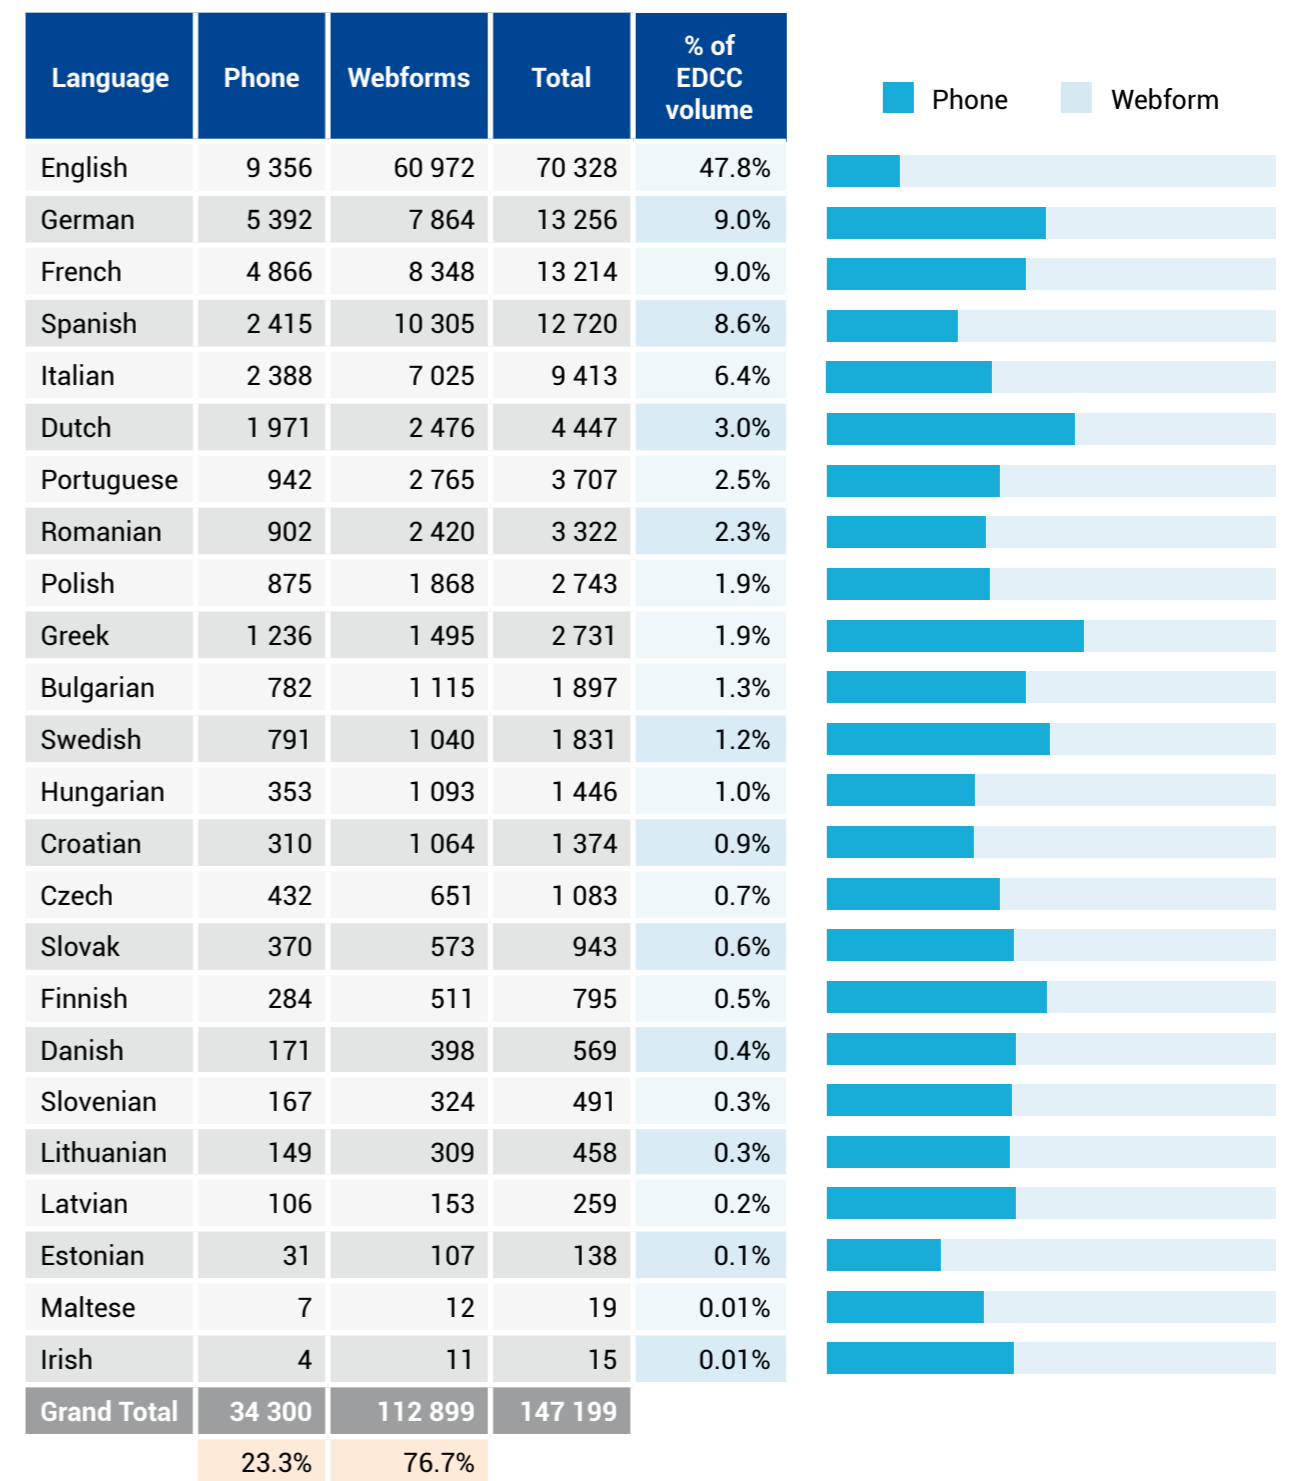 Language Phone Webforms Total % of EDCC volume
Phone Webform
English 9 356 60 972 70 328 47.8%
German 5 392 7 864 13 256 9.0%
French 4 866 8 348 13 214 9.0%
Spanish 2 415 10 305 12 720 8.6%
Italian 2 388 7 025 9 413 6.4%
Dutch 1 971 2 476 4 447 3.0%
Portuguese 942 2 765 3 707 2.5%
Romanian 902 2 420 3 322 2.3%
Polish 875 1 868 2 743 1.9%
Greek 1 236 1 495 2 731 1.9%
Bulgarian 782 1 115 1 897 1.3%
Swedish 791 1 040 1 831 1.2%
Hungarian 353 1 093 1 446 1.0%
Croatian 310 1 064 1 374 0.9%
Czech 432 651 1 083 0.7%
Slovak 370 573 943 0.6%
Finnish 284 511 795 0.5%
Danish 171 398 569 0.4%
Slovenian 167 324 491 0.3%
Lithuanian 149 309 458 0.3%
Latvian 106 153 259 0.2%
Estonian 31 107 138 0.1%
Maltese 7 12 19 0.01%
Irish 4 11 15 0.01%
Grand Total 34 300 112 899 147 199
23.3% 76.7%